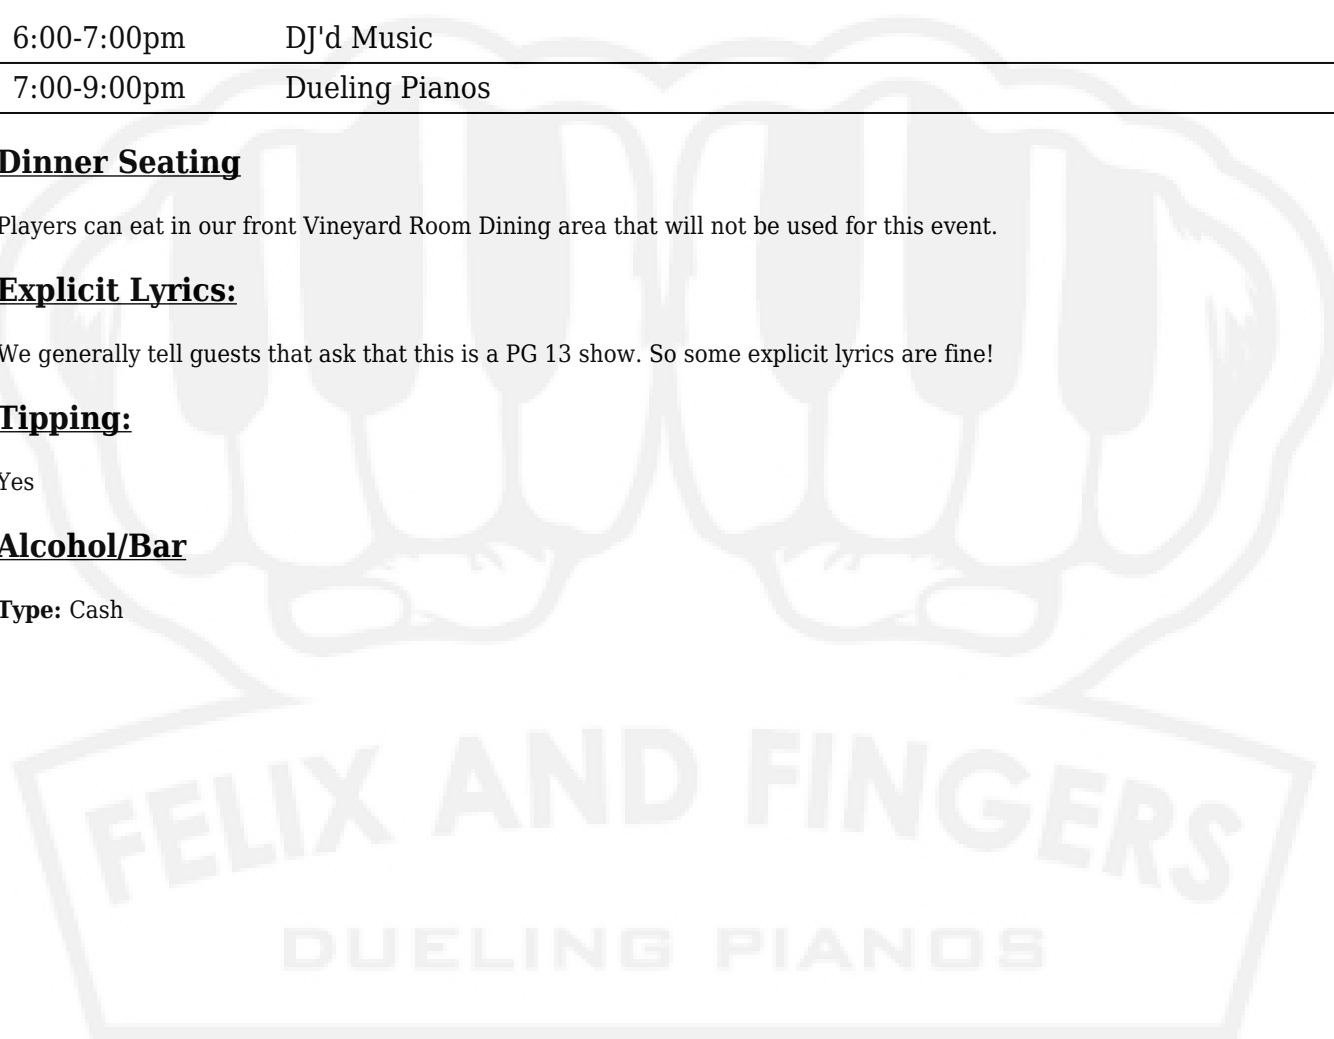 6:00-7:00pm DJ'd Music
7:00-9:00pm Dueling Pianos
Dinner Seating
Players can eat in our front Vineyard Room Dining area that will not be used for this event.
Explicit Lyrics:
We generally tell guests that ask that this is a PG 13 show. So some explicit lyrics are fine!
Tipping:
Yes
Alcohol/Bar
Type: Cash
FELIX AND FINGERS
DUELING PIANOS